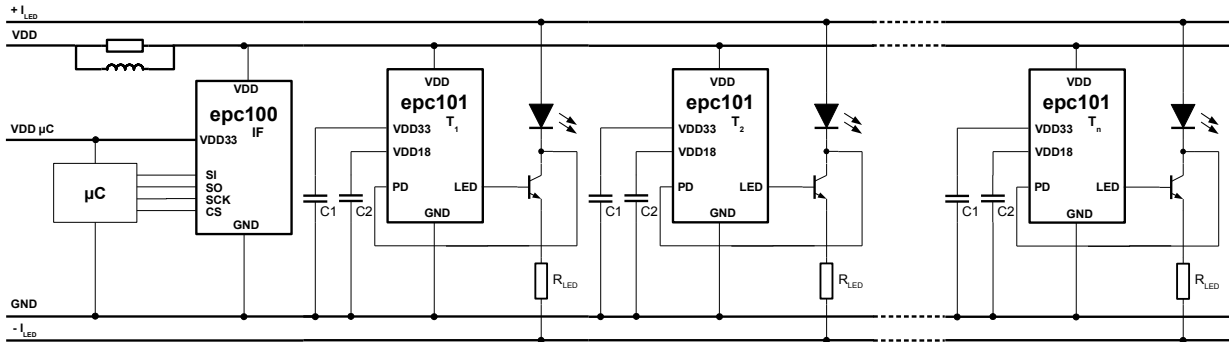 + I LED
VDD
VDD µC
µC
SI
SO
SCK
CS
VDD
epc100
IF
VDD33
GND
VDD
epc101
T1
VDD33
VDD18
PD
LED
GND
C1
C2
RLED
VDD
epc101
T2
VDD33
VDD18
PD
LED
GND
C1
C2
RLED
VDD
epc101
Tn
VDD33
VDD18
PD
LED
GND
C1
C2
RLED
GND
- I LED